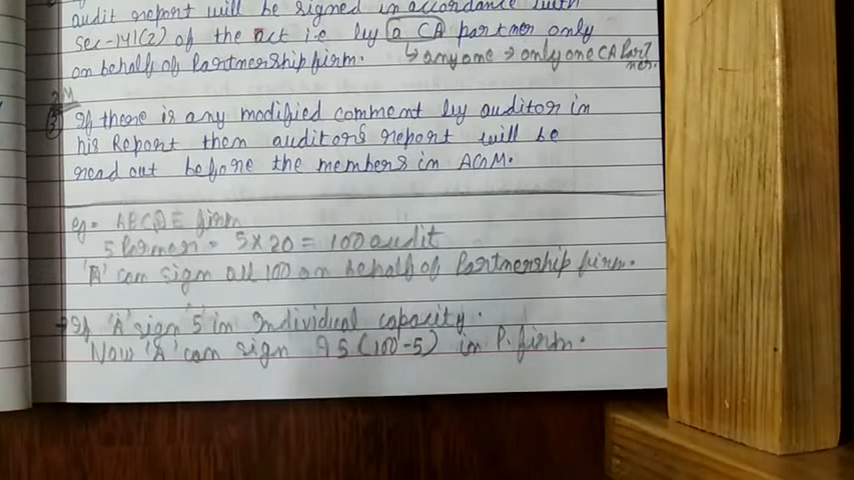 audit report will be signed in accordance with
Sec-141(2) of the Act i.e by a CA partner only
on behalf of Partnership firm. ↳ anyone → only one CA Partner.
2M
③ If there is any modified comment by auditor in
his Report then auditors report will be
read out before the members in AGM.
eg = ABCDE firm
5 Partner = 5 x 20 = 100 audit
'A' can sign all 100 on behalf of Partnership firm.
→ If 'A' sign 5 in Individual capacity.
Now 'A' can sign 95 (100-5) in P. firm.